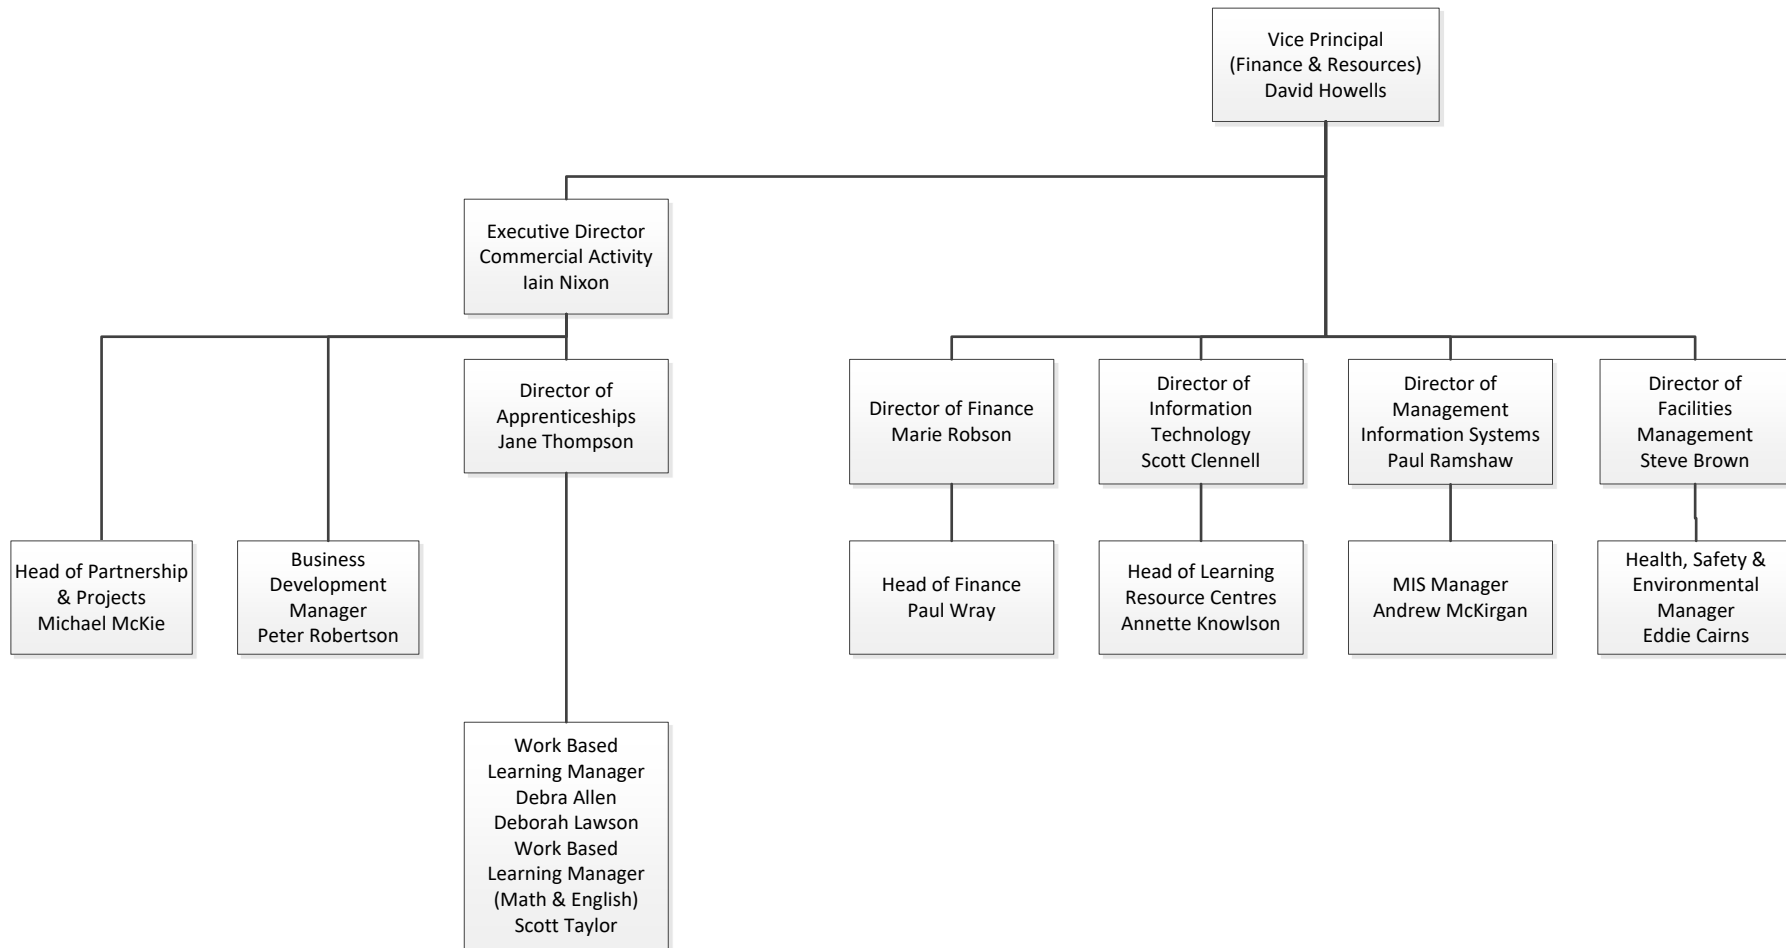 Vice Principal
(Finance & Resources)
David Howells
Executive Director
Commercial Activity
Iain Nixon
Director of
Apprenticeships
Jane Thompson
Director of Finance
Marie Robson
Director of
Information
Technology
Scott Clennell
Director of
Management
Information Systems
Paul Ramshaw
Director of
Facilities
Management
Steve Brown
Head of Partnership
& Projects
Michael McKie
Business
Development
Manager
Peter Robertson
Head of Finance
Paul Wray
Head of Learning
Resource Centres
Annette Knowlson
MIS Manager
Andrew McKirgan
Health, Safety &
Environmental
Manager
Eddie Cairns
Work Based
Learning Manager
Debra Allen
Deborah Lawson
Work Based
Learning Manager
(Math & English)
Scott Taylor